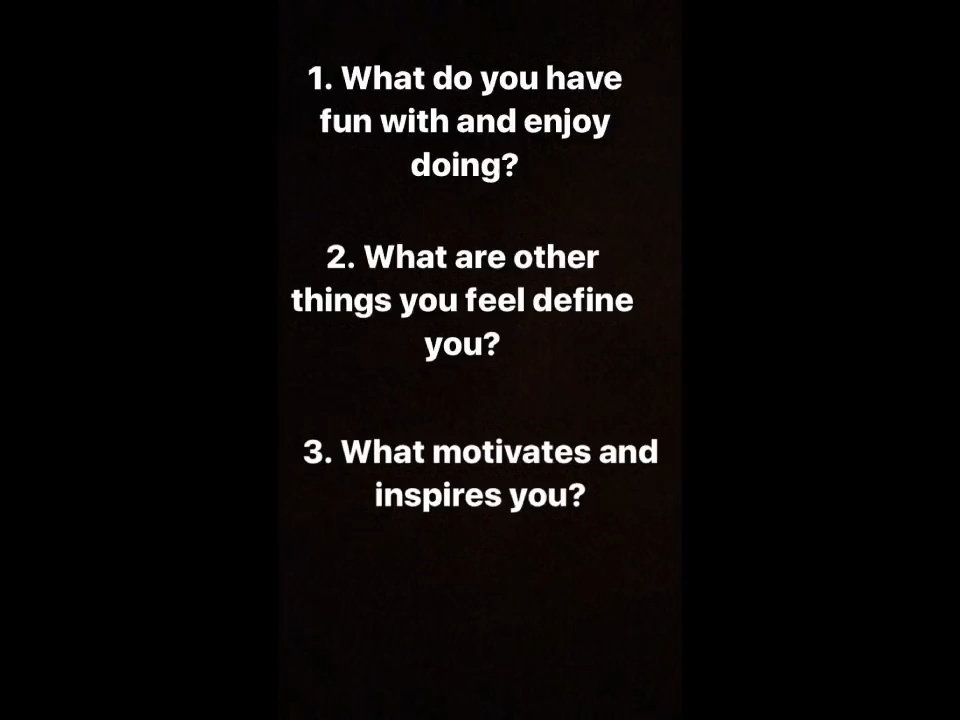 1. What do you have
fun with and enjoy
doing?
2. What are other
things you feel define
you?
3. What motivates and
inspires you?